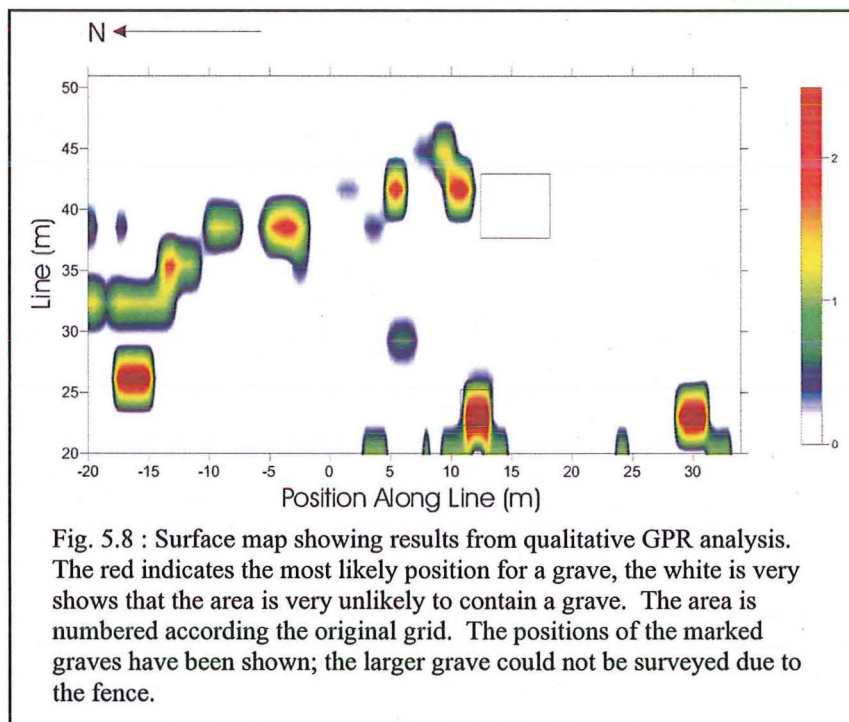 N
50
45
40
35
30
25
20
Line (m)
-20 -15 -10 -5 0 5 10 15 20 25 30
Position Along Line (m)
2
1
0
Fig. 5.8 : Surface map showing results from qualitative GPR analysis.
The red indicates the most likely position for a grave, the white is very
shows that the area is very unlikely to contain a grave. The area is
numbered according the original grid. The positions of the marked
graves have been shown; the larger grave could not be surveyed due to
the fence.